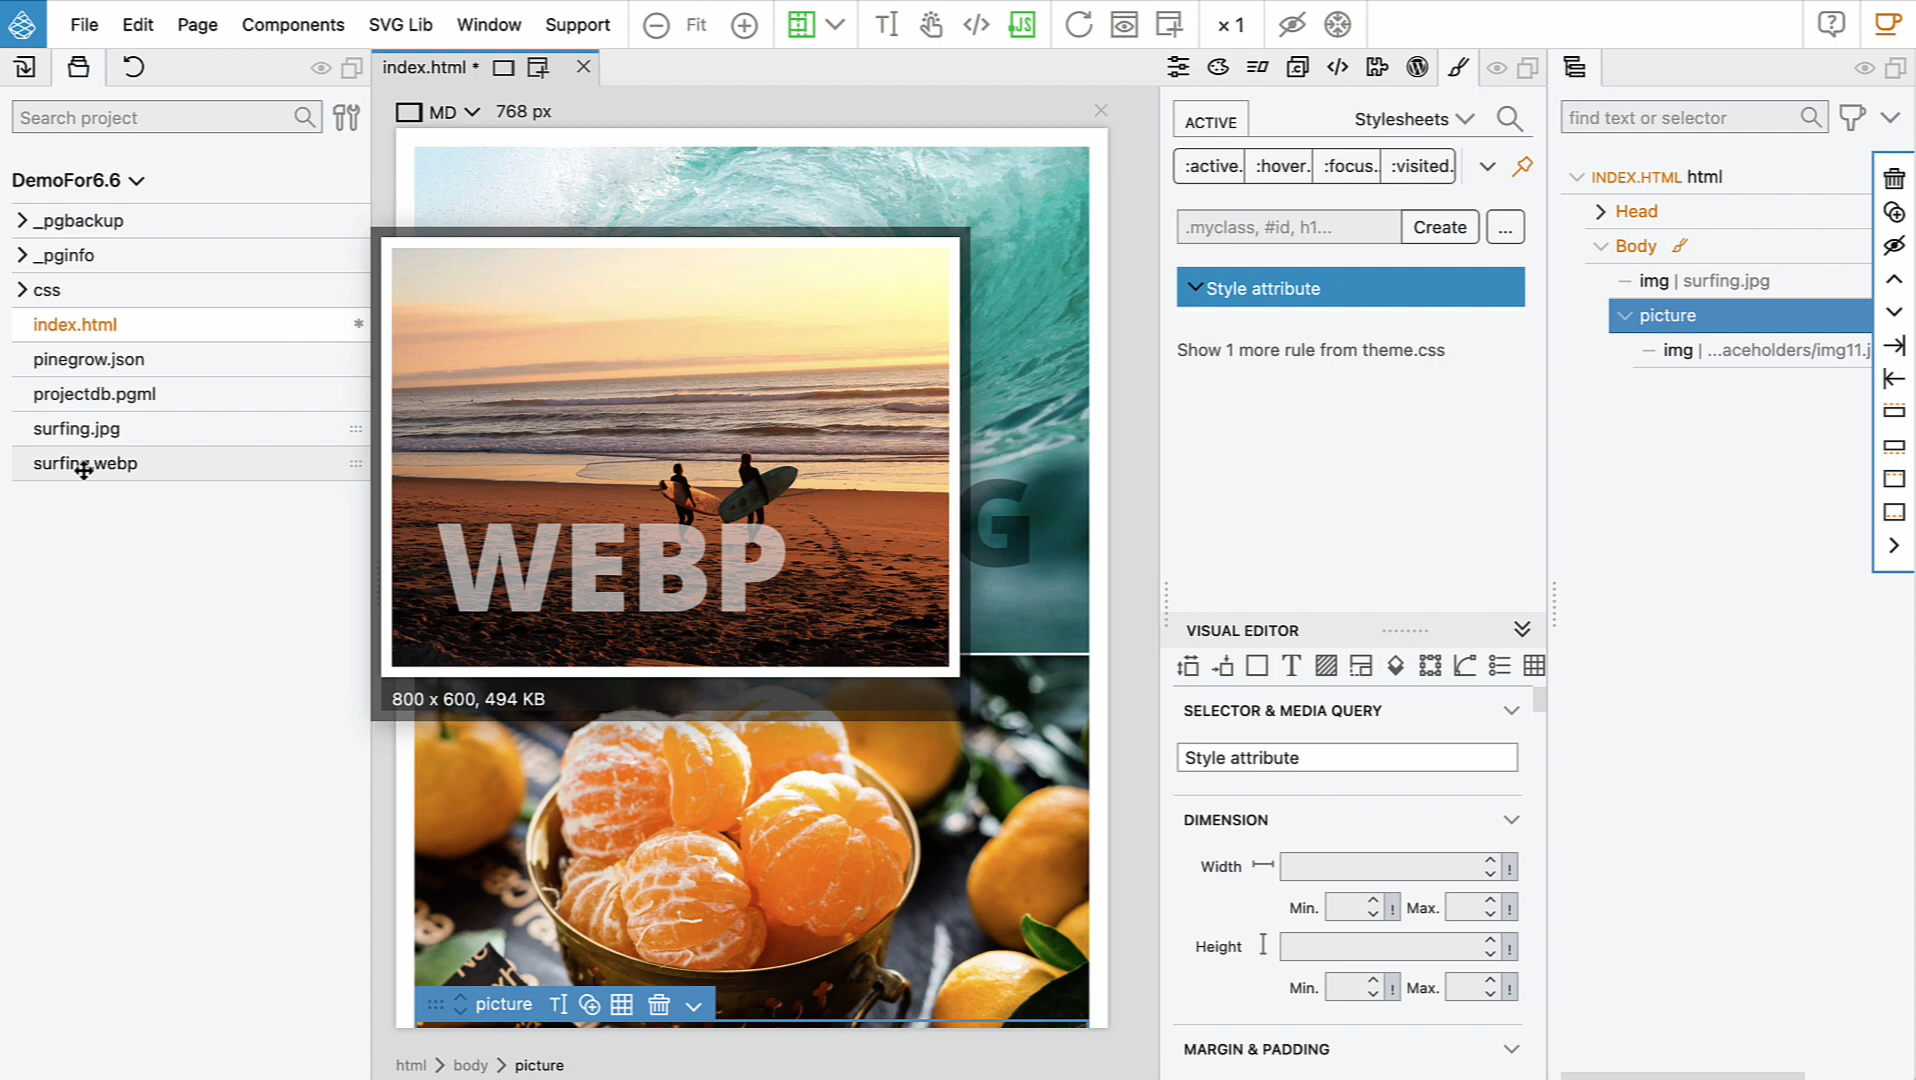 File Edit Page Components SVG Lib Window Support Fit JS x 1
index.html *
Search project
MD 768 px
ACTIVE Stylesheets
find text or selector
:active. :hover. :focus. :visited.
DemoFor6.6
INDEX.HTML html
_pgbackup
Head
.myclass, #id, h1... Create ...
_pginfo
Body
css
img | surfing.jpg
Style attribute
index.html *
picture
pinegrow.json
Show 1 more rule from theme.css
img | ...aceholders/img11.j
projectdb.pgml
surfing.jpg
surfing.webp
G
WEBP
VISUAL EDITOR
800 x 600, 494 KB
SELECTOR & MEDIA QUERY
Style attribute
DIMENSION
Width !
Min. ! Max. !
Height !
Min. ! Max. !
picture
MARGIN & PADDING
html > body > picture